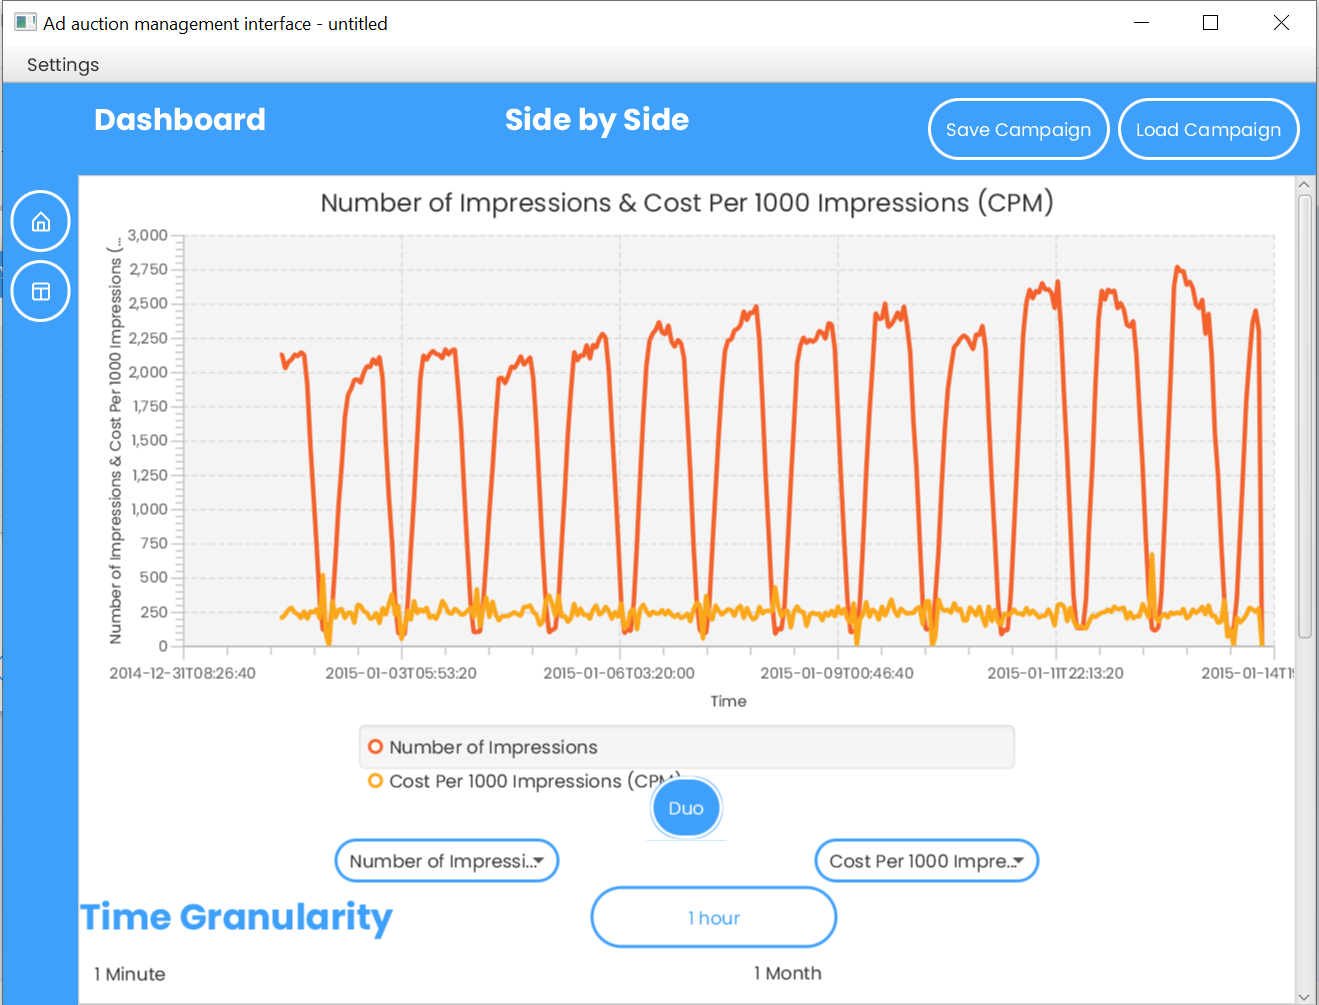 Ad auction management interface - untitled
Settings
Dashboard
Side by Side
Save Campaign
Load Campaign
Number of Impressions & Cost Per 1000 Impressions (CPM)
Number of Impressions & Cost Per 1000 Impressions (...
3,000
2,750
2,500
2,250
2,000
1,750
1,500
1,250
1,000
750
500
250
0
2014-12-31T08:26:40
2015-01-03T05:53:20
2015-01-06T03:20:00
2015-01-09T00:46:40
2015-01-11T22:13:20
2015-01-14T1
Time
Number of Impressions
Cost Per 1000 Impressions (CPM)
Duo
Number of Impressi...
Cost Per 1000 Impre...
Time Granularity
1 hour
1 Minute
1 Month